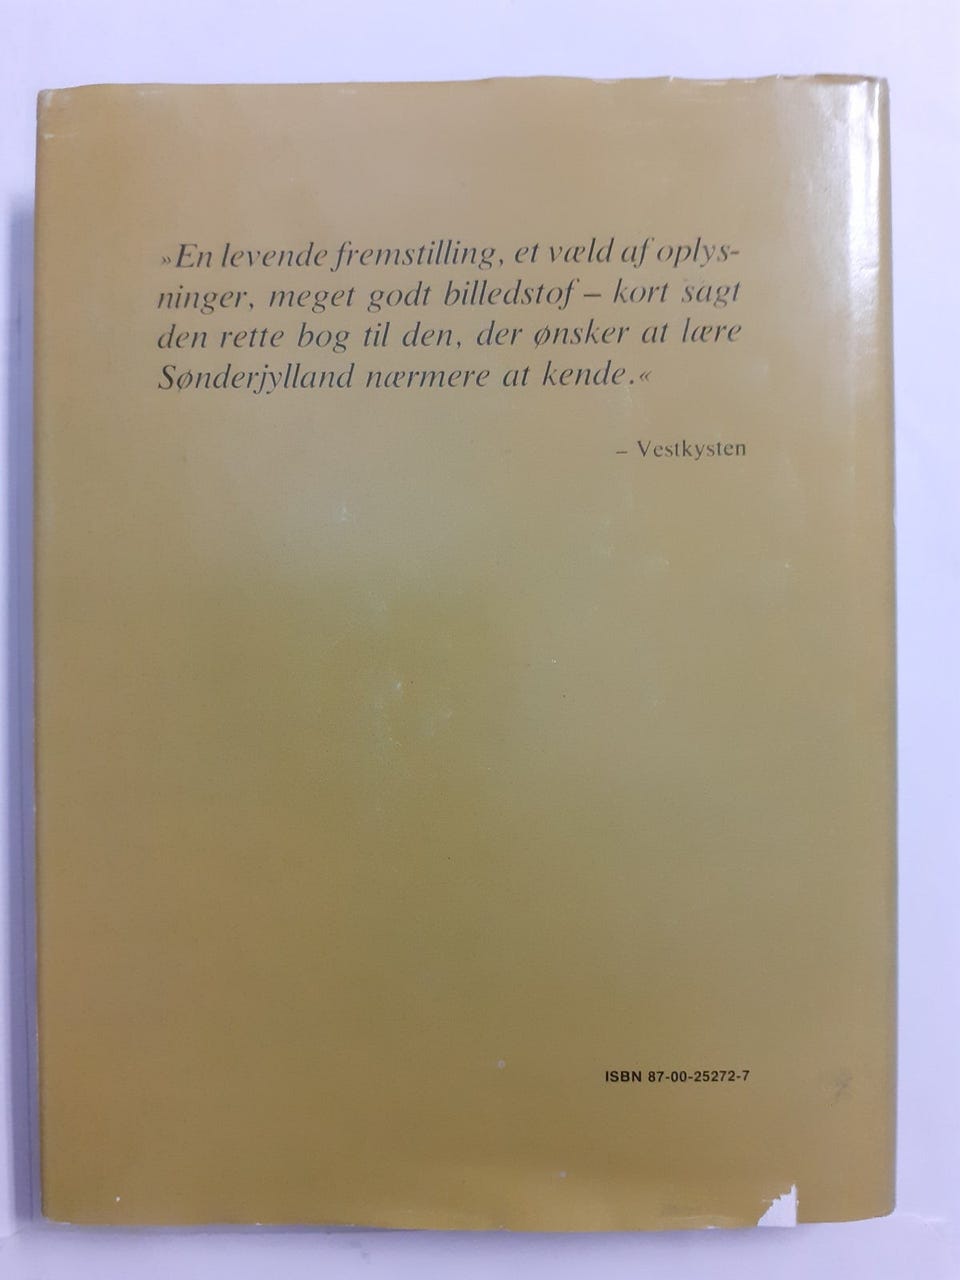 »En levende fremstilling, et væld af oplys-
ninger, meget godt billedstof – kort sagt
den rette bog til den, der ønsker at lære
Sønderjylland nærmere at kende.«
– Vestkysten
ISBN 87-00-25272-7